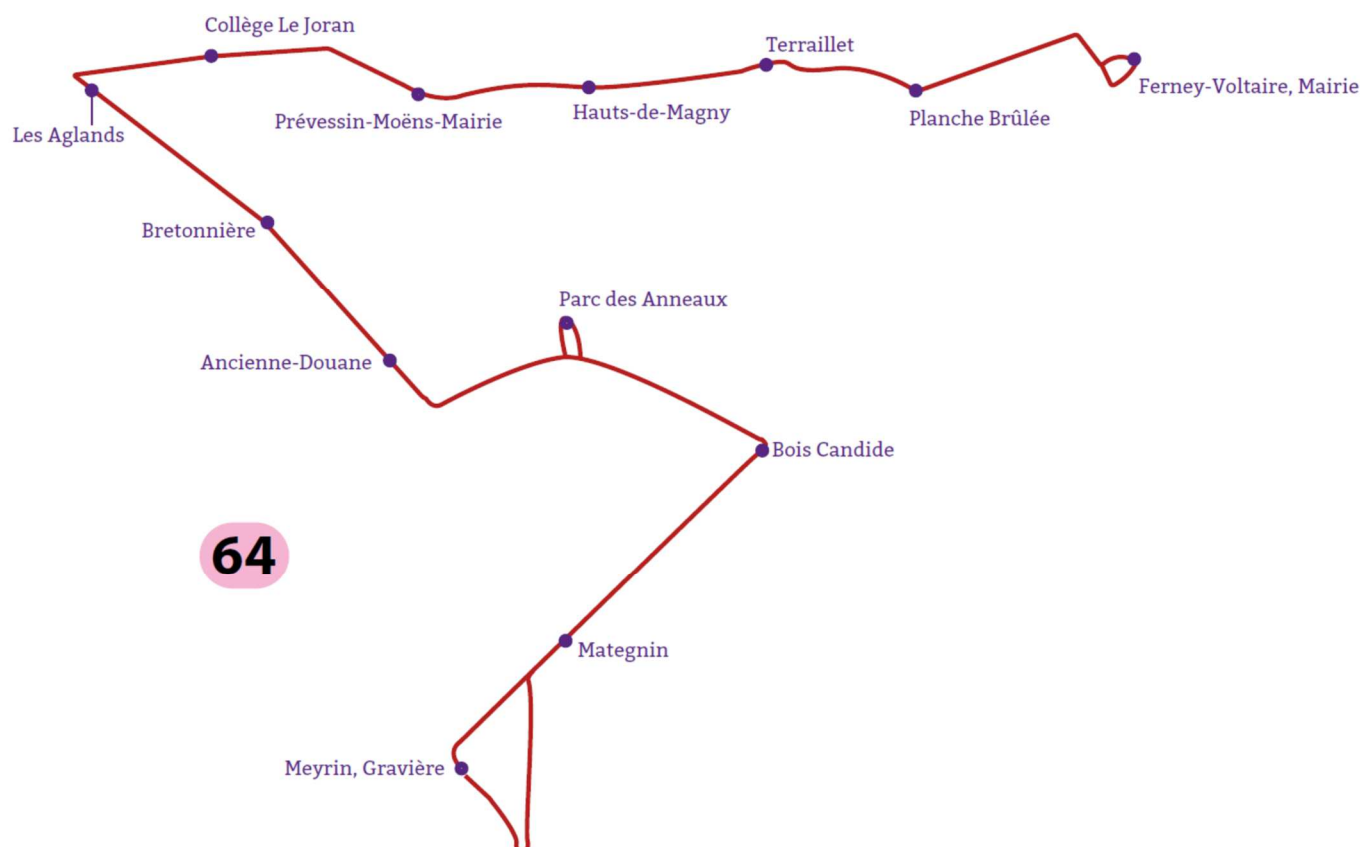 Collège Le Joran
Terraillet
Ferney-Voltaire, Mairie
Hauts-de-Magny
Planche Brûlée
Prévessin-Moëns-Mairie
Les Aglands
Bretonnière
Parc des Anneaux
Ancienne-Douane
Bois Candide
64
Mategnin
Meyrin, Gravière